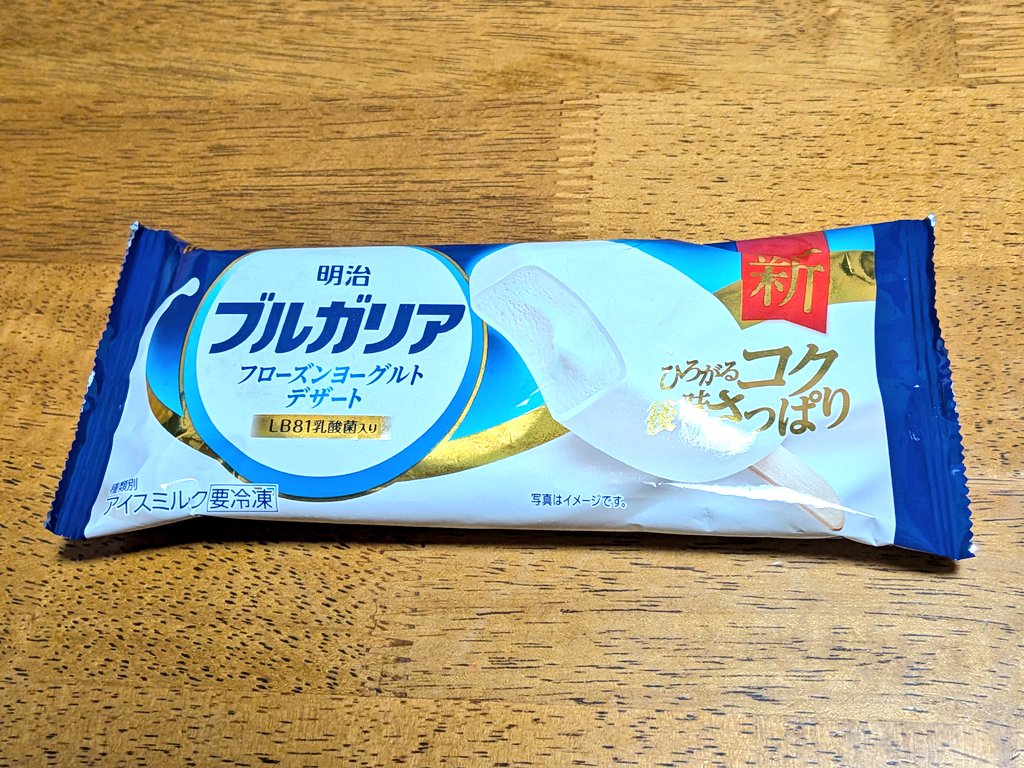 明治
ブルガリア
フローズンヨーグルト
デザート
LB81乳酸菌入り
種類別
アイスミルク 要冷凍
写真はイメージです。
新
ひろがるコク
後味さっぱり